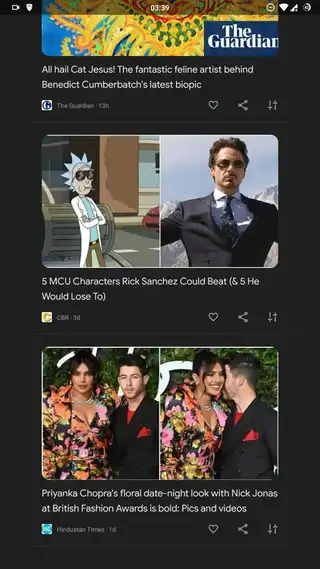 03:39
The
Guardian
All hail Cat Jesus! The fantastic feline artist behind
Benedict Cumberbatch's latest biopic
The Guardian · 13h
5 MCU Characters Rick Sanchez Could Beat (& 5 He
Would Lose To)
CBR · 3d
Priyanka Chopra's floral date-night look with Nick Jonas
at British Fashion Awards is bold: Pics and videos
Hindustan Times · 1d